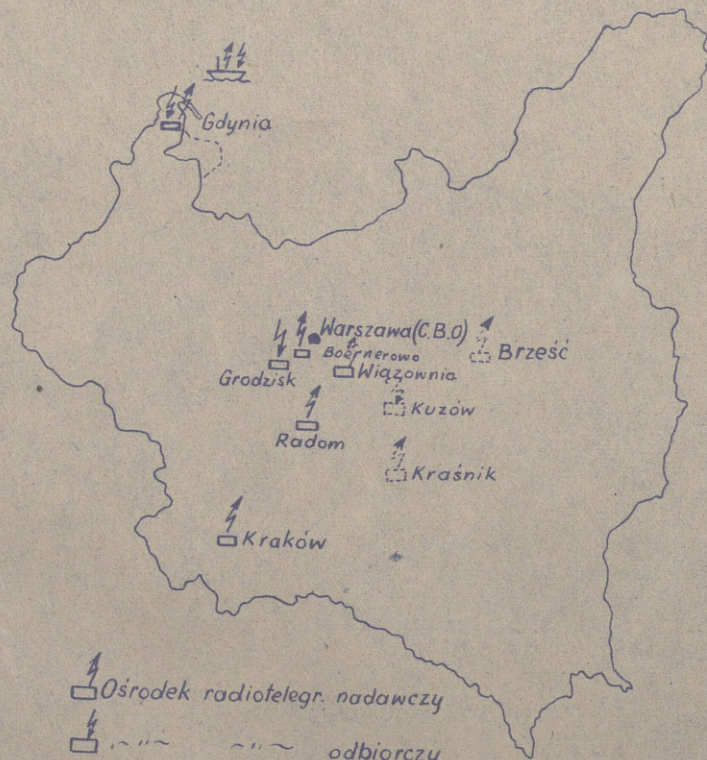 Gdynia
Warszawa (C.B.O)
Boernerowo
Brześć
Grodzisk
Wiązownia
Kuzów
Radom
Kraśnik
Kraków
Ośrodek radiotelegr. nadawczy
-"- -"- odbiorczy